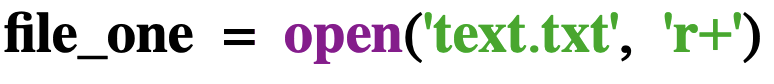 file_one = open('text.txt', 'r+')